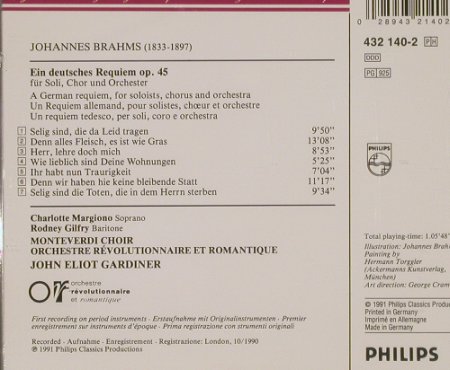 JOHANNES BRAHMS (1833-1897)
Ein deutsches Requiem op. 45
für Soli, Chor und Orchester
A German requiem, for soloists, chorus and orchestra
Un Requiem allemand, pour solistes, chœur et orchestre
Un requiem tedesco, per soli, coro e orchestra
1 Selig sind, die da Leid tragen 9'50"
2 Denn alles Fleisch, es ist wie Gras 13'08"
3 Herr, lehre doch mich 8'53"
4 Wie lieblich sind Deine Wohnungen 5'25"
5 Ihr habt nun Traurigkeit 7'04"
6 Denn wir haben hie keine bleibende Statt 11'17"
7 Selig sind die Toten, die in dem Herrn sterben 9'34"
Charlotte Margiono Soprano
Rodney Gilfry Baritone
MONTEVERDI CHOIR
ORCHESTRE RÉVOLUTIONNAIRE ET ROMANTIQUE
JOHN ELIOT GARDINER
or orchestre
révolutionnaire
et romantique
First recording on period instruments - Erstaufnahme mit Originalinstrumenten - Premier
enregistrement sur instruments d'époque - Prima registrazione con strumenti originali
Recorded - Aufnahme - Enregistrement - Registrazione: London, 10/1990
Ⓟ 1991 Philips Classics Productions
0 28943 21402
432 140-2 PH
DDD
PG 925
PHILIPS
Total playing-time: 1.05'48"
Illustration: Johannes Brahm
Painting by
Hermann Torggler
(Ackermanns Kunstverlag,
München)
Art direction: George Cram
© 1991 Philips Classics Produc
Printed in Germany
Imprimé en Allemagne
Made in Germany
PHILIPS